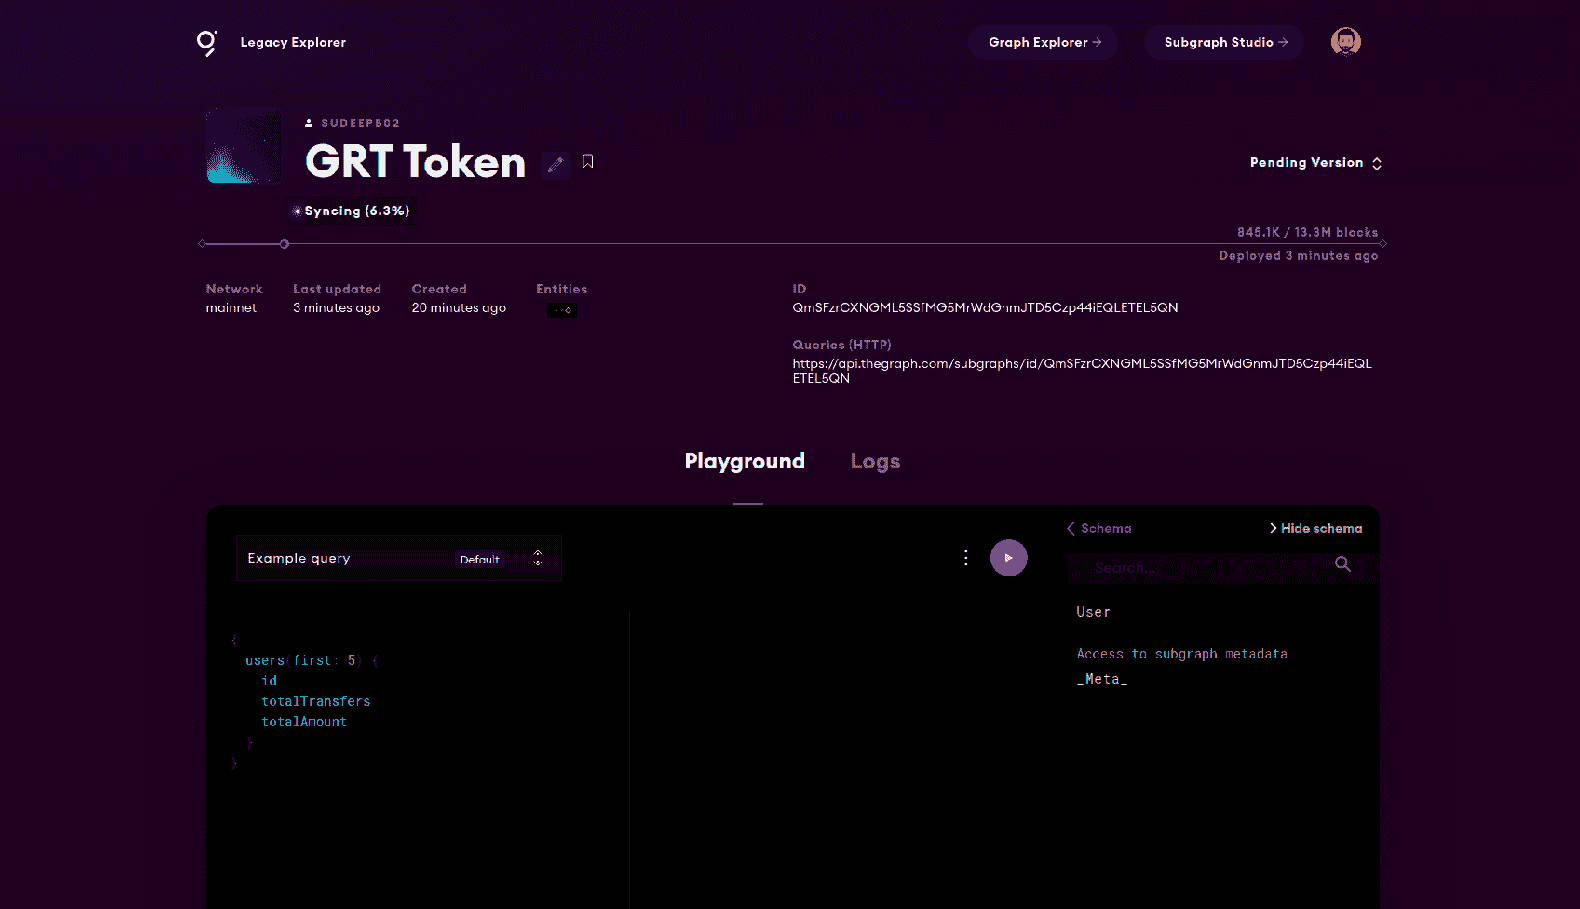 Legacy Explorer
Graph Explorer →
Subgraph Studio →
SUDEEPB02
GRT Token
Pending Version
Syncing (6.3%)
845.1K / 13.3M blocks
Deployed 3 minutes ago
Network
mainnet
Last updated
3 minutes ago
Created
20 minutes ago
Entities
ID
QmSFzrCXNGML5SSfMG5MrWdGnmJTD5Czp44iEQLETEL5QN
Queries (HTTP)
https://api.thegraph.com/subgraphs/id/QmSFzrCXNGML5SSfMG5MrWdGnmJTD5Czp44iEQL
ETEL5QN
Playground
Logs
Example query
Default
Schema
Hide schema
Search...
{
users(first: 5) {
id
totalTransfers
totalAmount
}
}
User
Access to subgraph metadata
_Meta_